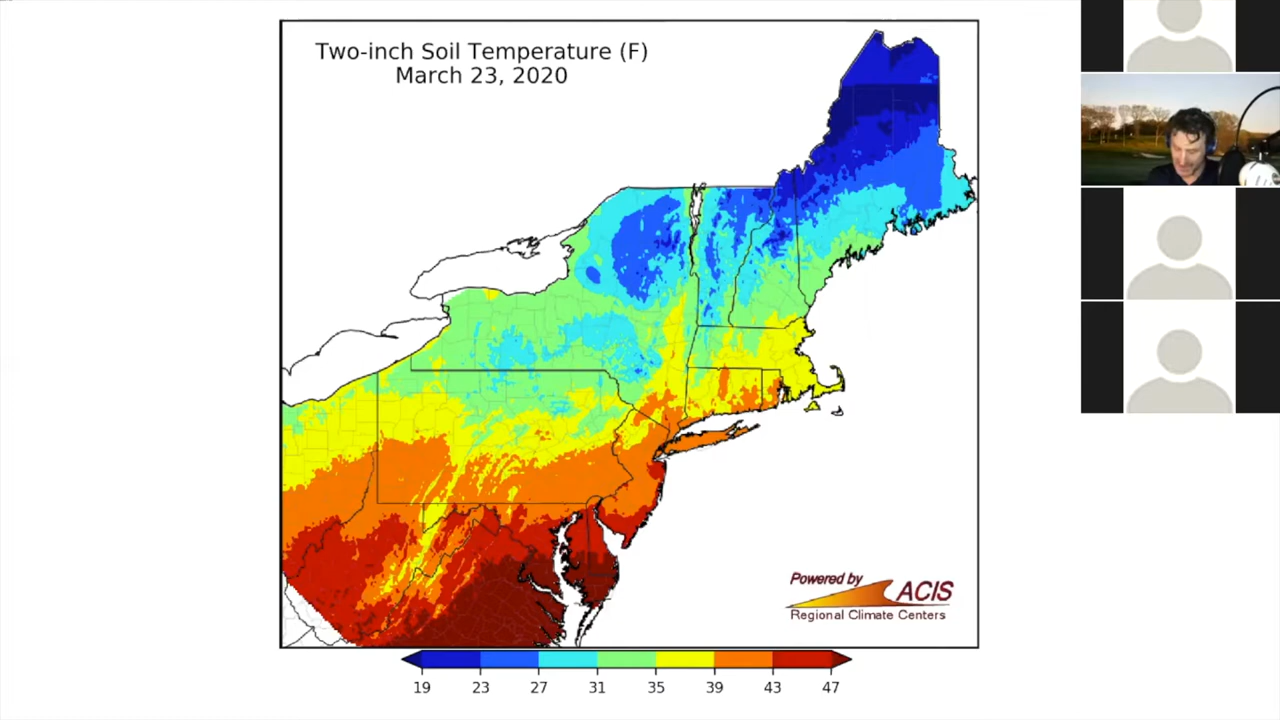 Two-inch Soil Temperature (F)
March 23, 2020
Powered by
ACIS
Regional Climate Centers
19 23 27 31 35 39 43 47